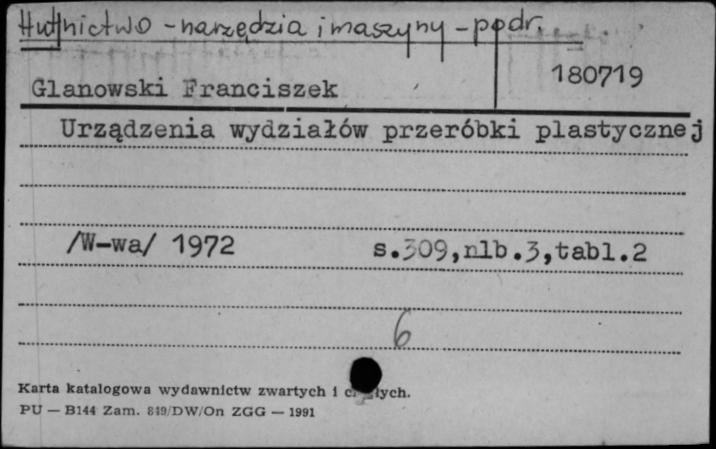 Hutnictwo - narzędzia i maszyny - podr.
180719
Glanowski Franciszek
Urządzenia wydziałów przeróbki plastycznej
/W-wa/ 1972 s.309,nlb.3,tabl.2
6
Karta katalogowa wydawnictw zwartych i
PU — B144 Zam. 849/DW/On ZGG — 1991